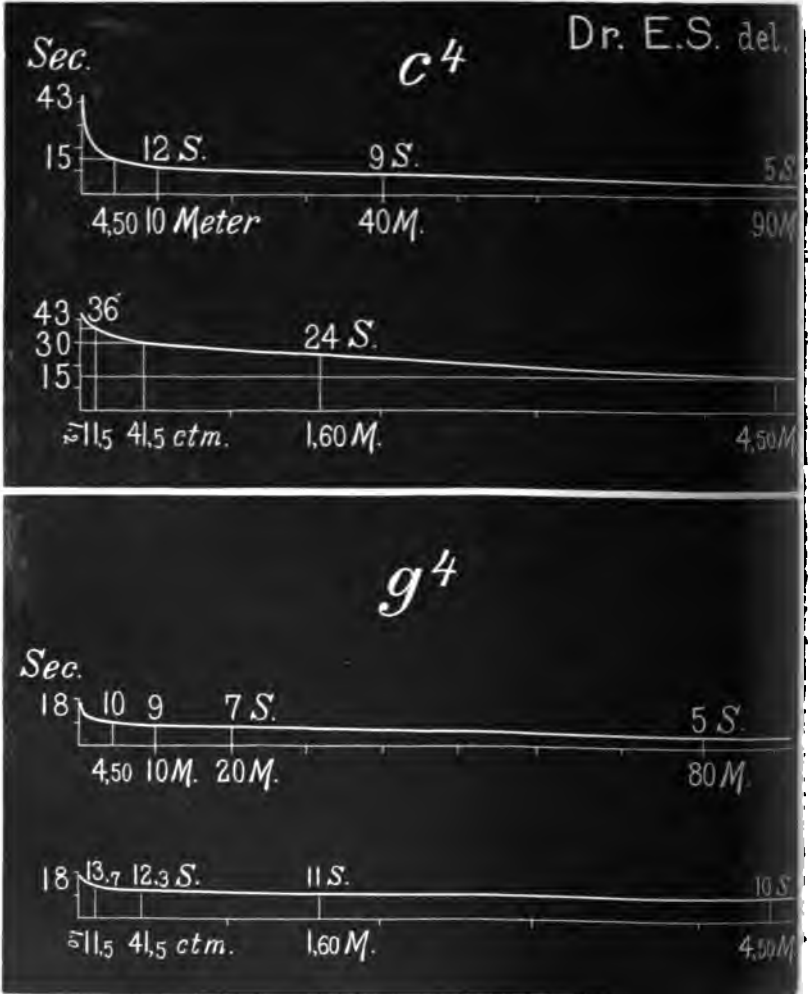 Dr. E.S. del.
Sec. c⁴
43
15 12 S. 9 S. 5 S
4,50 10 Meter 40 M. 90 M
43 36
30 24 S.
15
11,5 41,5 ctm. 1,60 M. 4,50 M
g⁴
Sec.
18 10 9 7 S. 5 S.
4,50 10 M. 20 M. 80 M.
18 13.7 12.3 S. 11 S. 10 S
11,5 41,5 ctm. 1,60 M. 4,50 M